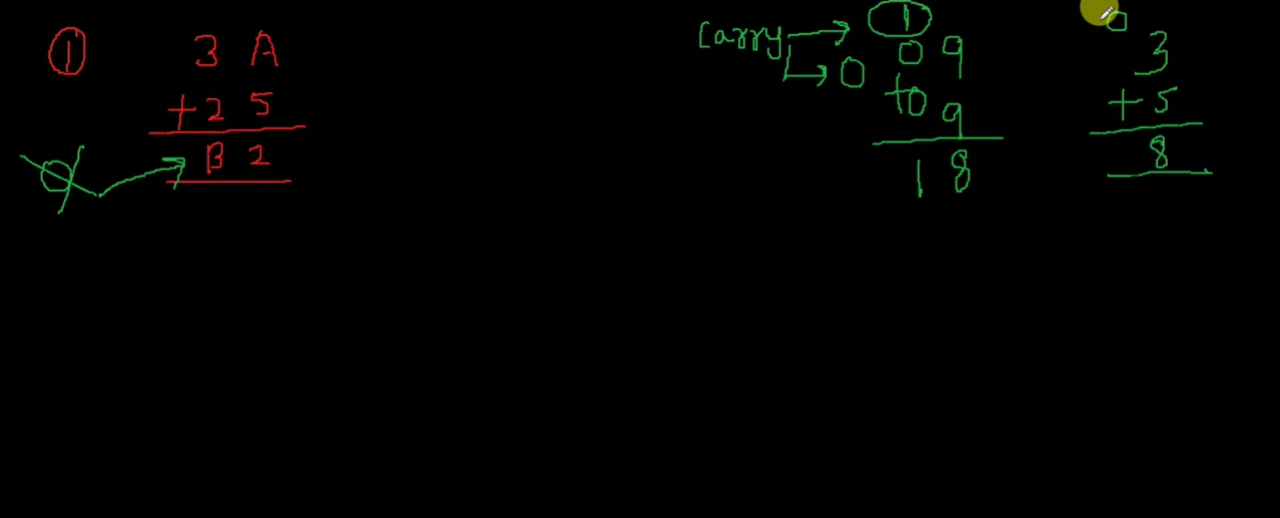 ① 3 A
+ 2 5
B 2
0
Carry → 1
→ 0
0 9
+ 0 9
1 8
0
3
+ 5
8